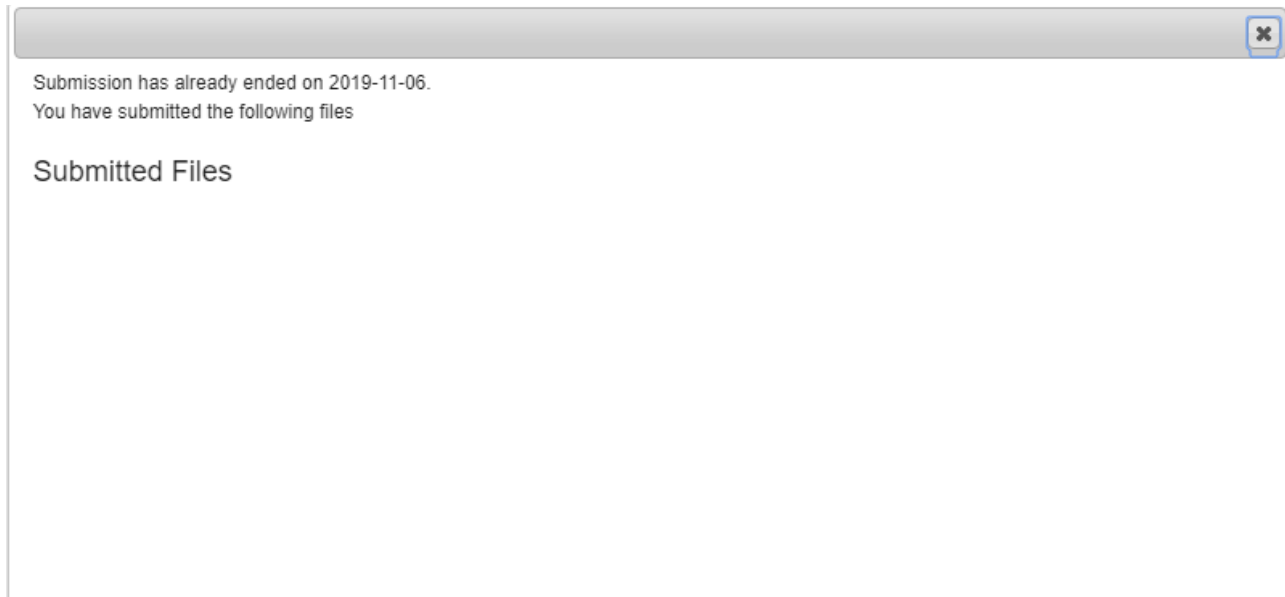 Submission has already ended on 2019-11-06.
You have submitted the following files
Submitted Files